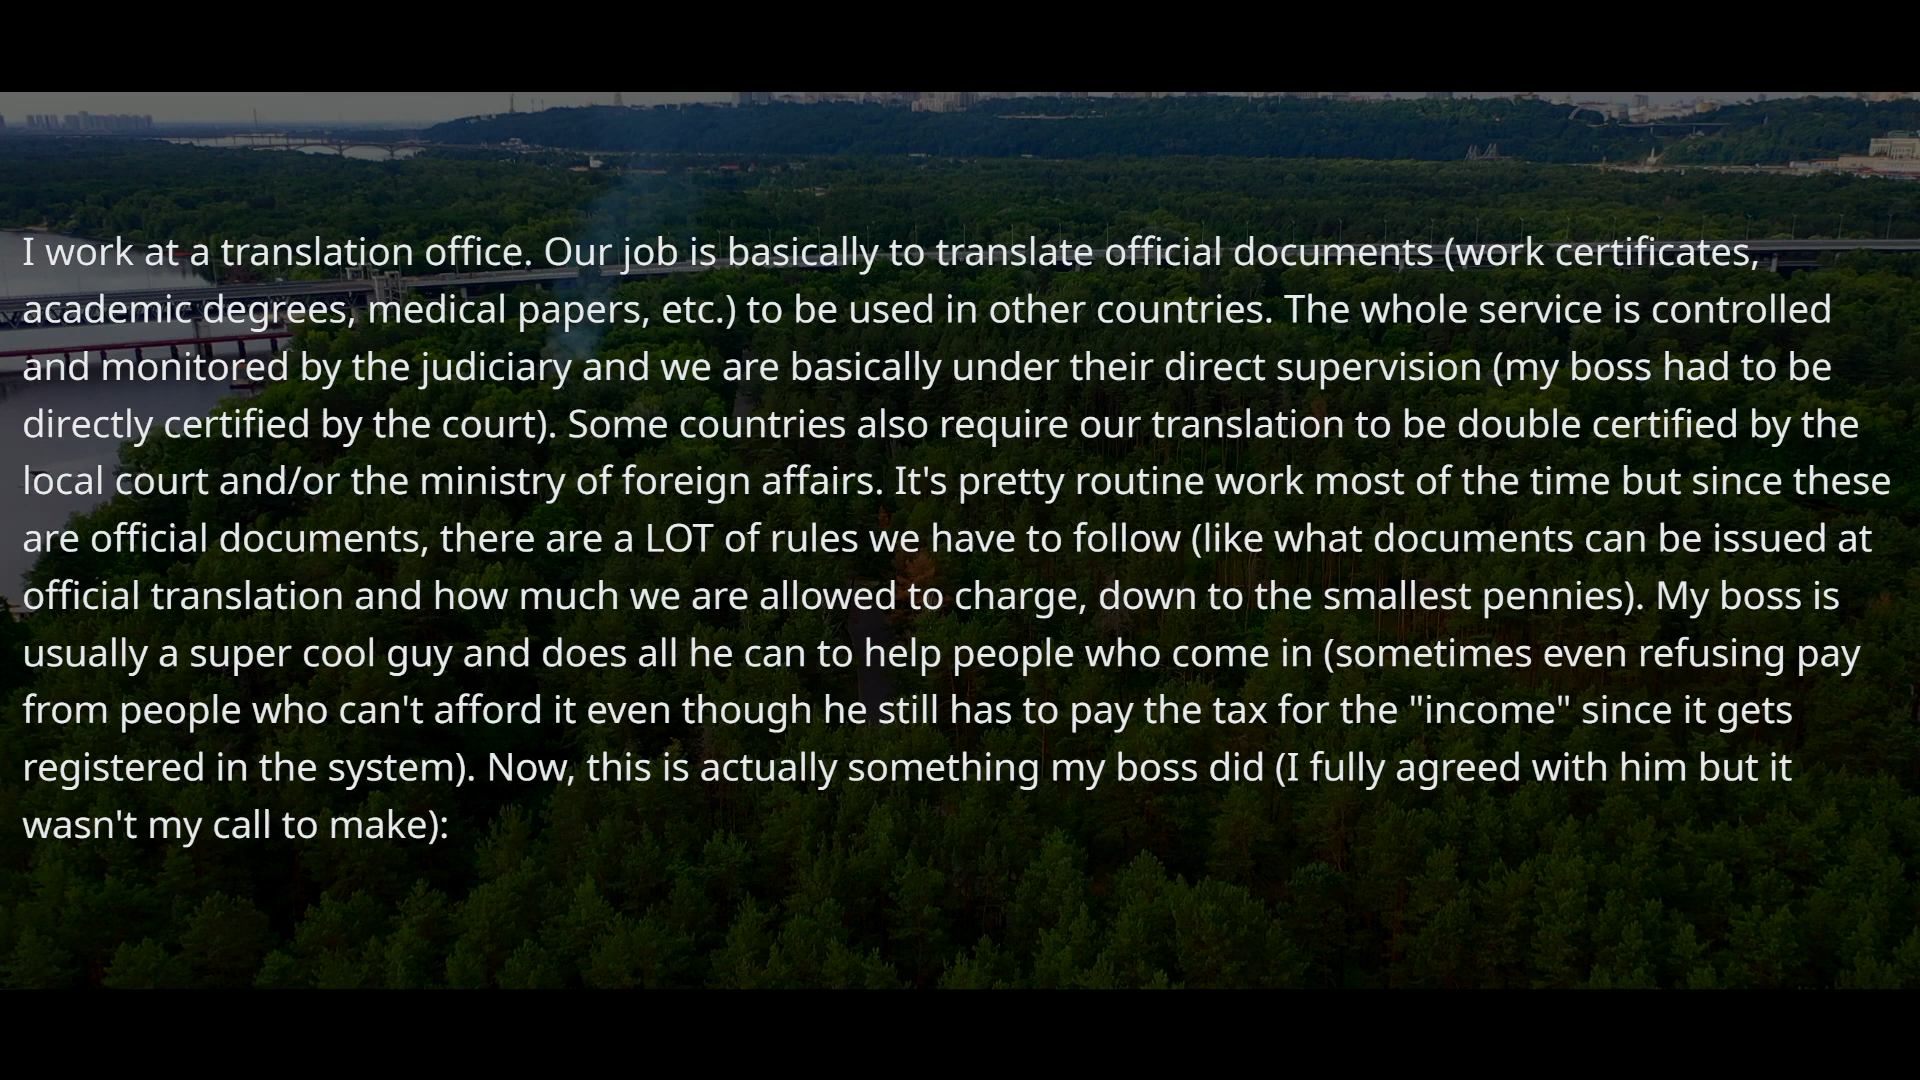 I work at a translation office. Our job is basically to translate official documents (work certificates,
academic degrees, medical papers, etc.) to be used in other countries. The whole service is controlled
and monitored by the judiciary and we are basically under their direct supervision (my boss had to be
directly certified by the court). Some countries also require our translation to be double certified by the
local court and/or the ministry of foreign affairs. It's pretty routine work most of the time but since these
are official documents, there are a LOT of rules we have to follow (like what documents can be issued at
official translation and how much we are allowed to charge, down to the smallest pennies). My boss is
usually a super cool guy and does all he can to help people who come in (sometimes even refusing pay
from people who can't afford it even though he still has to pay the tax for the "income" since it gets
registered in the system). Now, this is actually something my boss did (I fully agreed with him but it
wasn't my call to make):